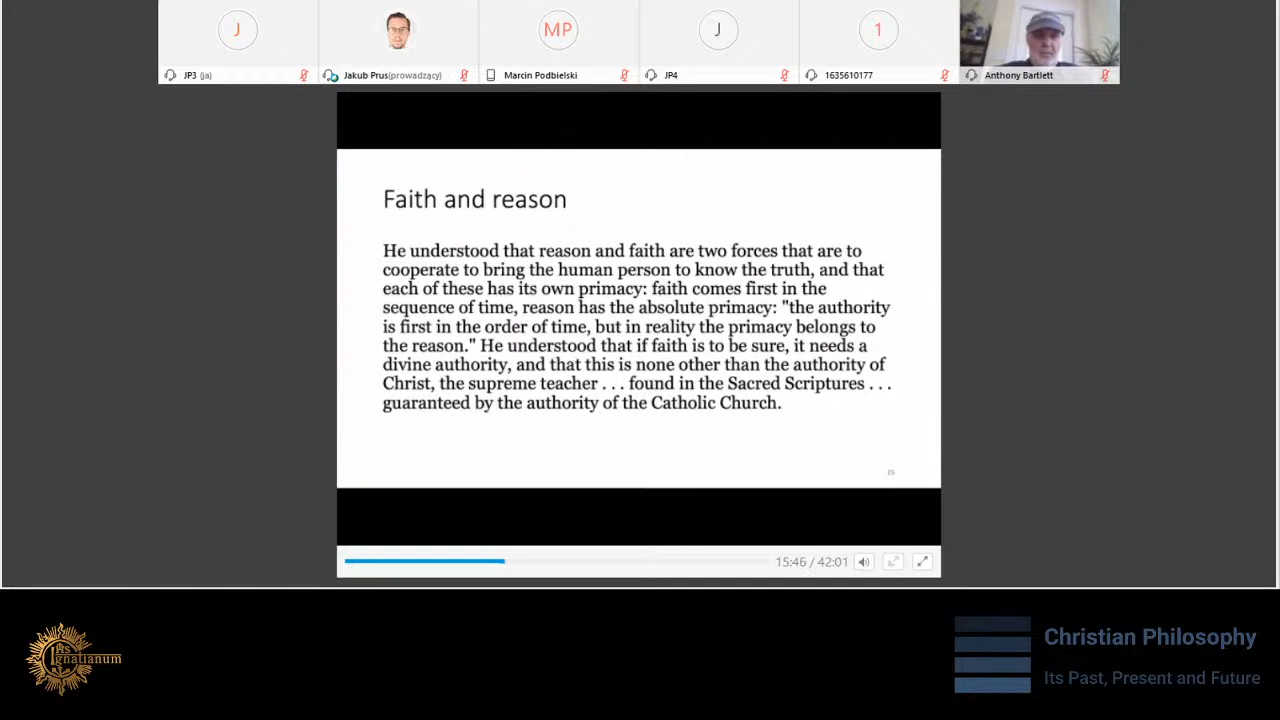 J
MP
J
1
JP3 (ja)
Jakub Prus(prowadzący)
Marcin Podbielski
JP4
1635610177
Anthony Bartlett
Faith and reason
He understood that reason and faith are two forces that are to
cooperate to bring the human person to know the truth, and that
each of these has its own primacy: faith comes first in the
sequence of time, reason has the absolute primacy: "the authority
is first in the order of time, but in reality the primacy belongs to
the reason." He understood that if faith is to be sure, it needs a
divine authority, and that this is none other than the authority of
Christ, the supreme teacher . . . found in the Sacred Scriptures . . .
guaranteed by the authority of the Catholic Church.
15:46 / 42:01
Ignatianum
Christian Philosophy
Its Past, Present and Future